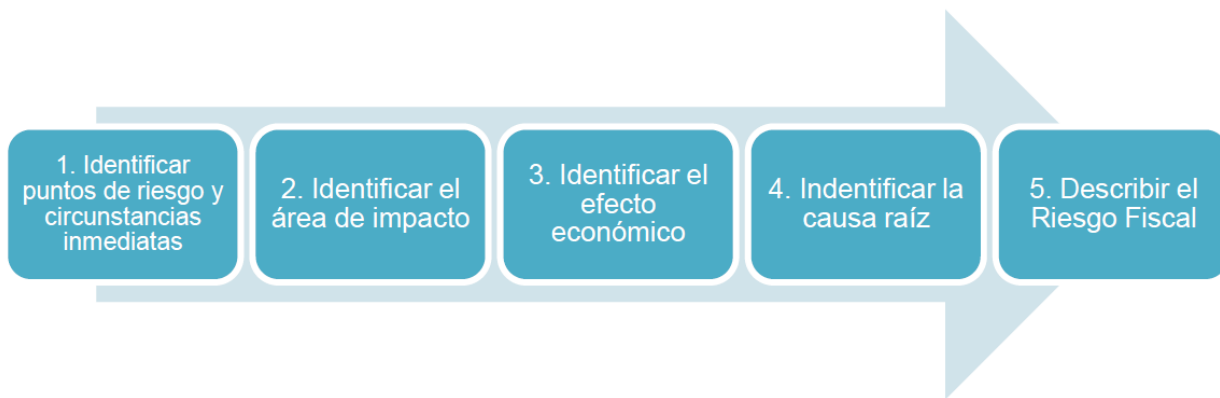 1. Identificar
puntos de riesgo y
circunstancias
inmediatas
2. Identificar el
área de impacto
3. Identificar el
efecto
económico
4. Indentificar la
causa raíz
5. Describir el
Riesgo Fiscal